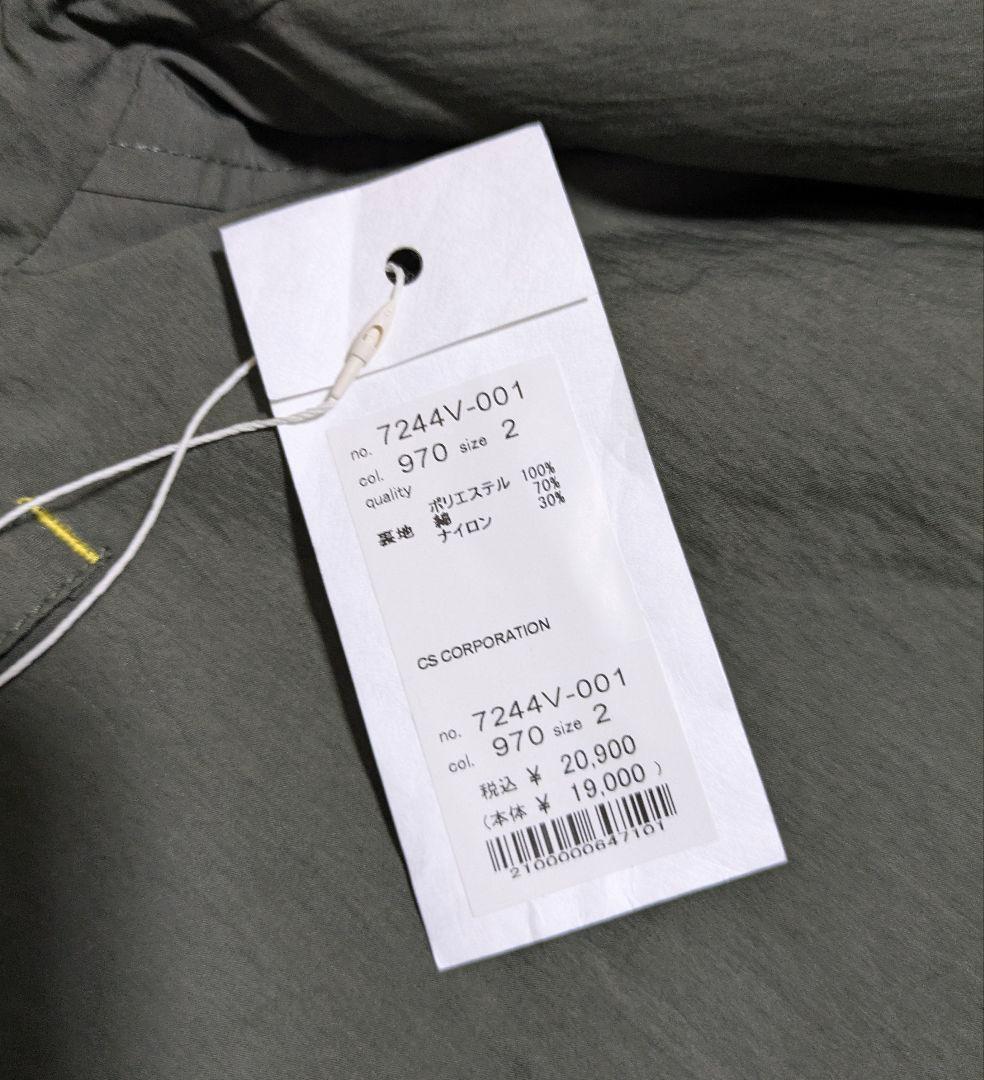 no. 7244V-001
col. 970 size 2
quality ポリエステル 100%
裏地 綿 70%
ナイロン 30%
CS CORPORATION
no. 7244V-001
col. 970 size 2
税込 ¥ 20,900
(本体 ¥ 19,000 )
2100000647101